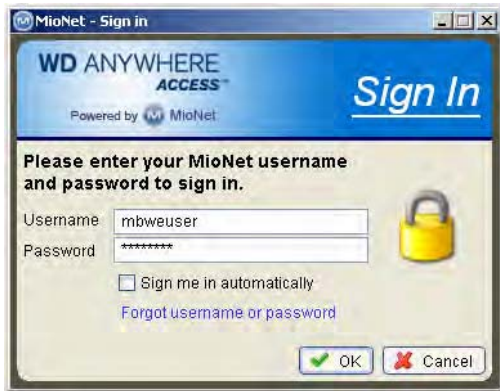 MioNet - Sign in
WD ANYWHERE
ACCESS™
Powered by MioNet
Sign In
Please enter your MioNet username
and password to sign in.
Username mbweuser
Password ********
Sign me in automatically
Forgot username or password
OK Cancel